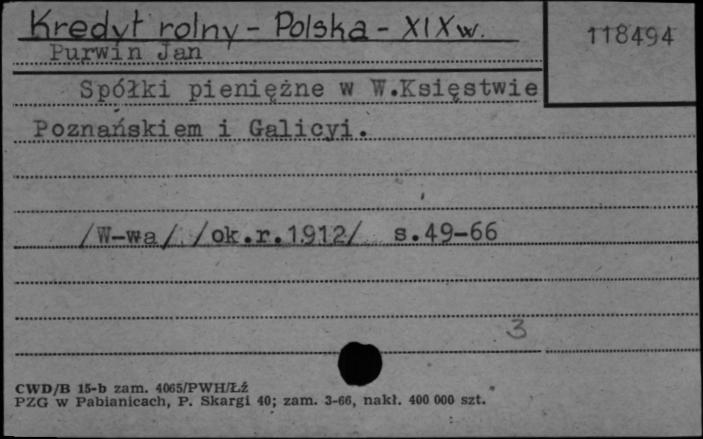 Kredyt rolny - Polska - XIX w.
118494
Purwin Jan
Spółki pieniężne w W.Księstwie
Poznańskiem i Galicyi.
/W-wa/ /ok.r.1912/ s.49-66
3
CWD/B 15-b zam. 4065/PWH/Łź
PZG w Pabianicach, P. Skargi 40; zam. 3-66, nakł. 400 000 szt.